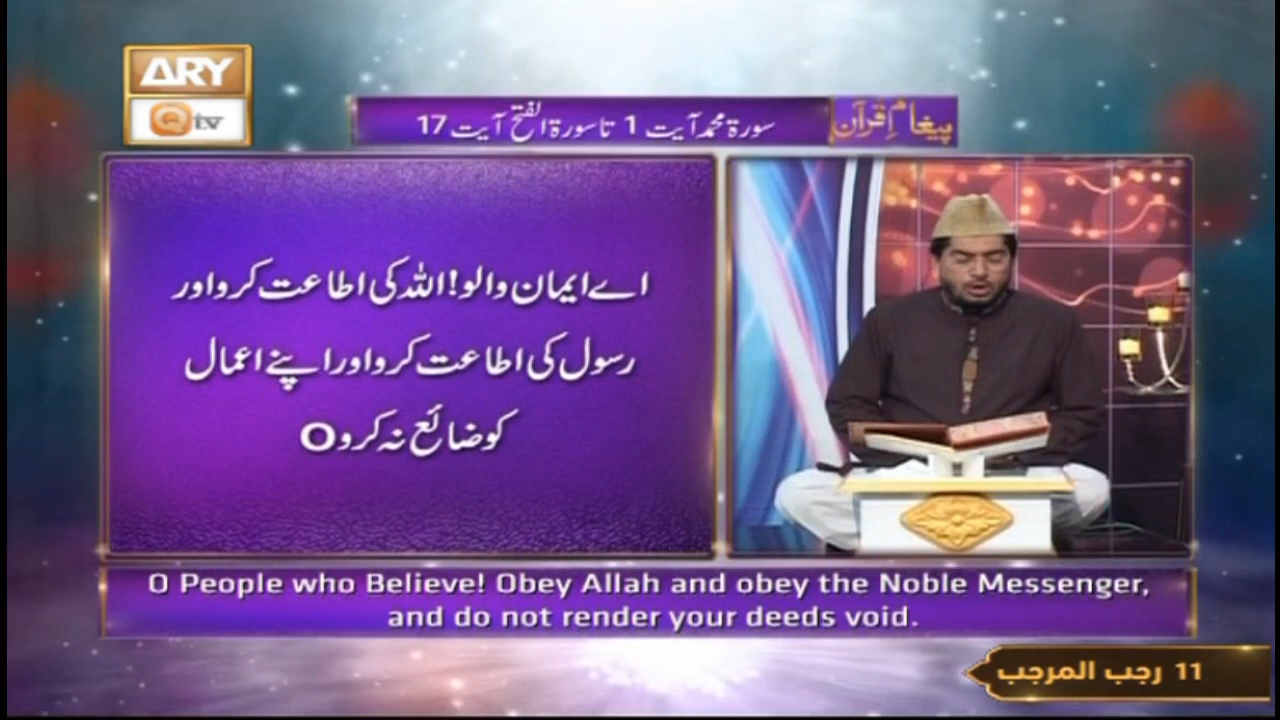 ARY
Qtv
پیغامِ قرآن
سورۃ محمد آیت 1 تا سورۃ الفتح آیت 17
اے ایمان والو! اللہ کی اطاعت کرو اور
رسول کی اطاعت کرو اور اپنے اعمال
کو ضائع نہ کرو O
O People who Believe! Obey Allah and obey the Noble Messenger,
and do not render your deeds void.
11 رجب المرجب